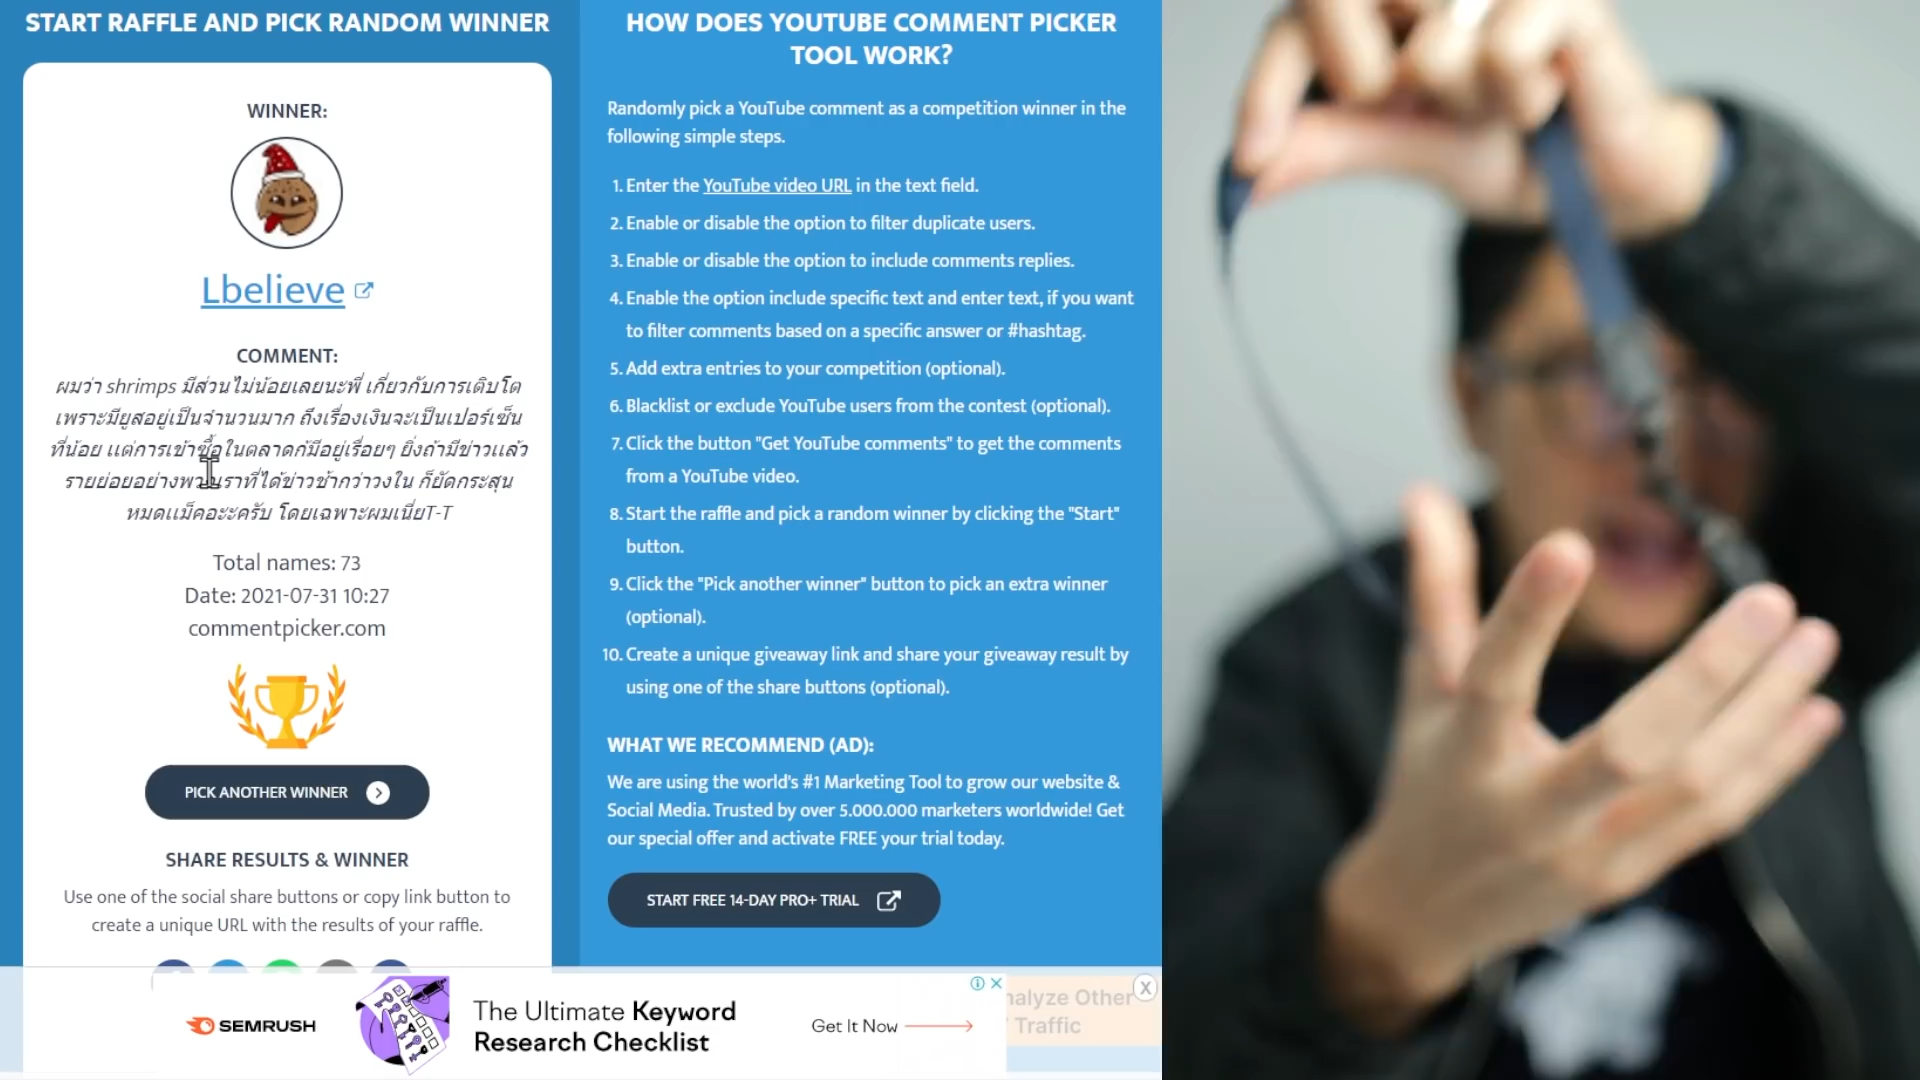 START RAFFLE AND PICK RANDOM WINNER
WINNER:
Lbelieve
COMMENT:
ผมว่า shrimps มีส่วนไม่น้อยเลยนะพี่ เกี่ยวกับการเติบโต
เพราะมียูสอยู่เป็นจำนวนมาก ถึงเรื่องเงินจะเป็นเปอร์เซ็น
ที่น้อย แต่การเข้าซื้อในตลาดก้มีอยู่เรื่อยๆ ยิ่งถ้ามีข่าวแล้ว
รายย่อยอย่างพวกเราที่ได้ข่าวช้ากว่าวงใน ก็ยัดกระสุน
หมดแม็คอะะครับ โดยเฉพาะผมเนี่ยT-T
Total names: 73
Date: 2021-07-31 10:27
commentpicker.com
PICK ANOTHER WINNER
SHARE RESULTS & WINNER
Use one of the social share buttons or copy link button to
create a unique URL with the results of your raffle.
HOW DOES YOUTUBE COMMENT PICKER
TOOL WORK?
Randomly pick a YouTube comment as a competition winner in the
following simple steps.
1. Enter the YouTube video URL in the text field.
2. Enable or disable the option to filter duplicate users.
3. Enable or disable the option to include comments replies.
4. Enable the option include specific text and enter text, if you want
to filter comments based on a specific answer or #hashtag.
5. Add extra entries to your competition (optional).
6. Blacklist or exclude YouTube users from the contest (optional).
7. Click the button "Get YouTube comments" to get the comments
from a YouTube video.
8. Start the raffle and pick a random winner by clicking the "Start"
button.
9. Click the "Pick another winner" button to pick an extra winner
(optional).
10. Create a unique giveaway link and share your giveaway result by
using one of the share buttons (optional).
WHAT WE RECOMMEND (AD):
We are using the world's #1 Marketing Tool to grow our website &
Social Media. Trusted by over 5.000.000 marketers worldwide! Get
our special offer and activate FREE your trial today.
START FREE 14-DAY PRO+ TRIAL
SEMRUSH
The Ultimate Keyword
Research Checklist
Get It Now
Other
Traffic
X